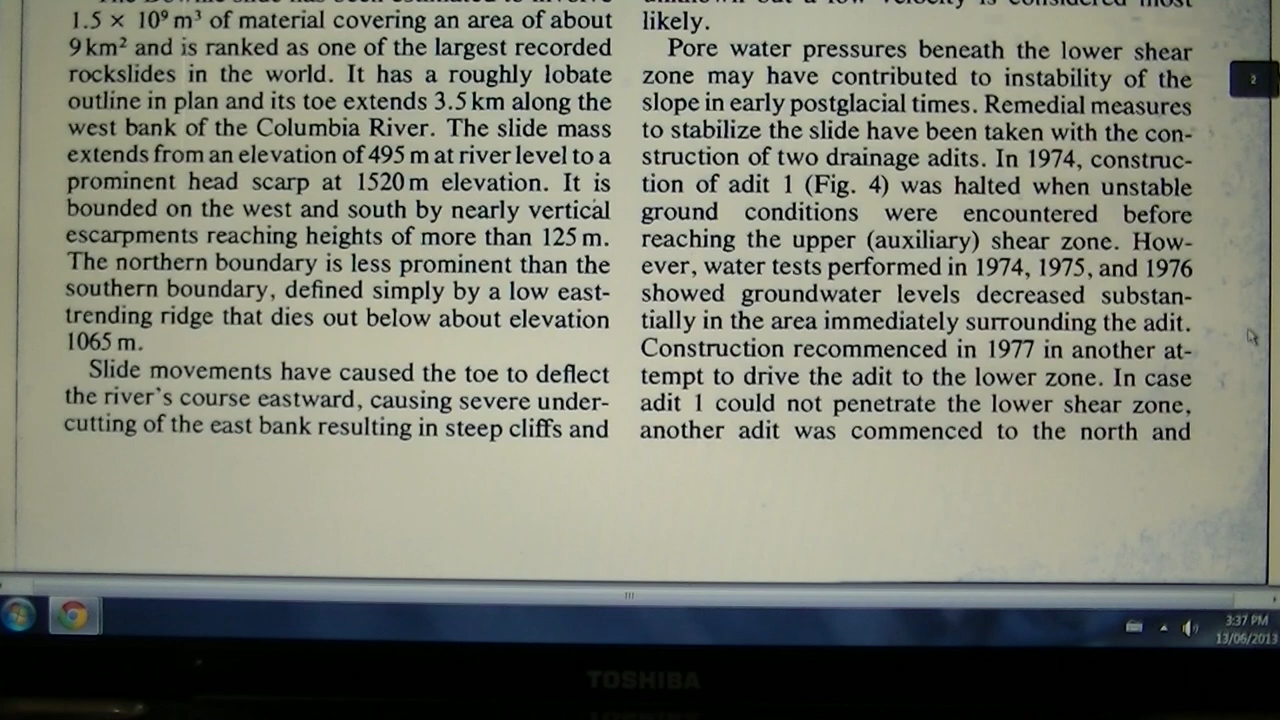 1.5 × 10⁹ m³ of material covering an area of about
9 km² and is ranked as one of the largest recorded
rockslides in the world. It has a roughly lobate
outline in plan and its toe extends 3.5 km along the
west bank of the Columbia River. The slide mass
extends from an elevation of 495 m at river level to a
prominent head scarp at 1520 m elevation. It is
bounded on the west and south by nearly vertical
escarpments reaching heights of more than 125 m.
The northern boundary is less prominent than the
southern boundary, defined simply by a low east-
trending ridge that dies out below about elevation
1065 m.
Slide movements have caused the toe to deflect
the river's course eastward, causing severe under-
cutting of the east bank resulting in steep cliffs and
likely.
Pore water pressures beneath the lower shear
zone may have contributed to instability of the
slope in early postglacial times. Remedial measures
to stabilize the slide have been taken with the con-
struction of two drainage adits. In 1974, construc-
tion of adit 1 (Fig. 4) was halted when unstable
ground conditions were encountered before
reaching the upper (auxiliary) shear zone. How-
ever, water tests performed in 1974, 1975, and 1976
showed groundwater levels decreased substan-
tially in the area immediately surrounding the adit.
Construction recommenced in 1977 in another at-
tempt to drive the adit to the lower zone. In case
adit 1 could not penetrate the lower shear zone,
another adit was commenced to the north and
2
3:37 PM
13/06/2013
TOSHIBA